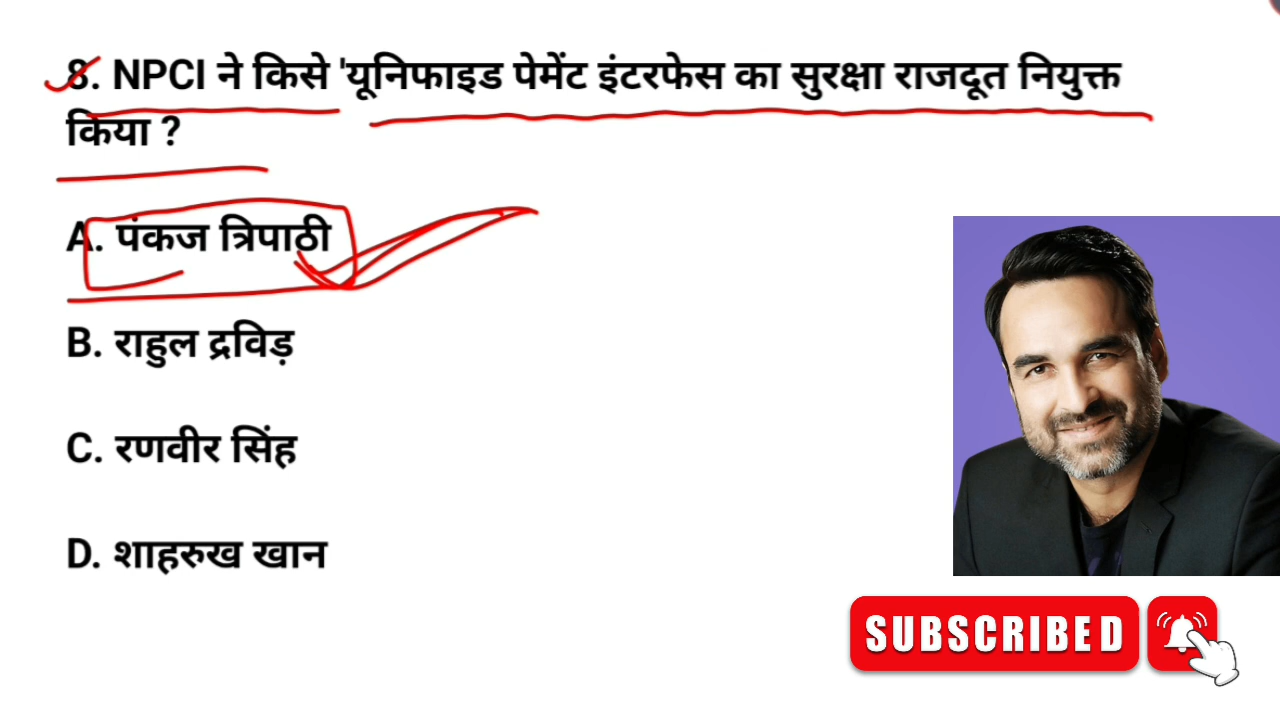 8. NPCI ने किसे 'यूनिफाइड पेमेंट इंटरफेस का सुरक्षा राजदूत नियुक्त
किया ?
A. पंकज त्रिपाठी
B. राहुल द्रविड़
C. रणवीर सिंह
D. शाहरुख खान
SUBSCRIBED